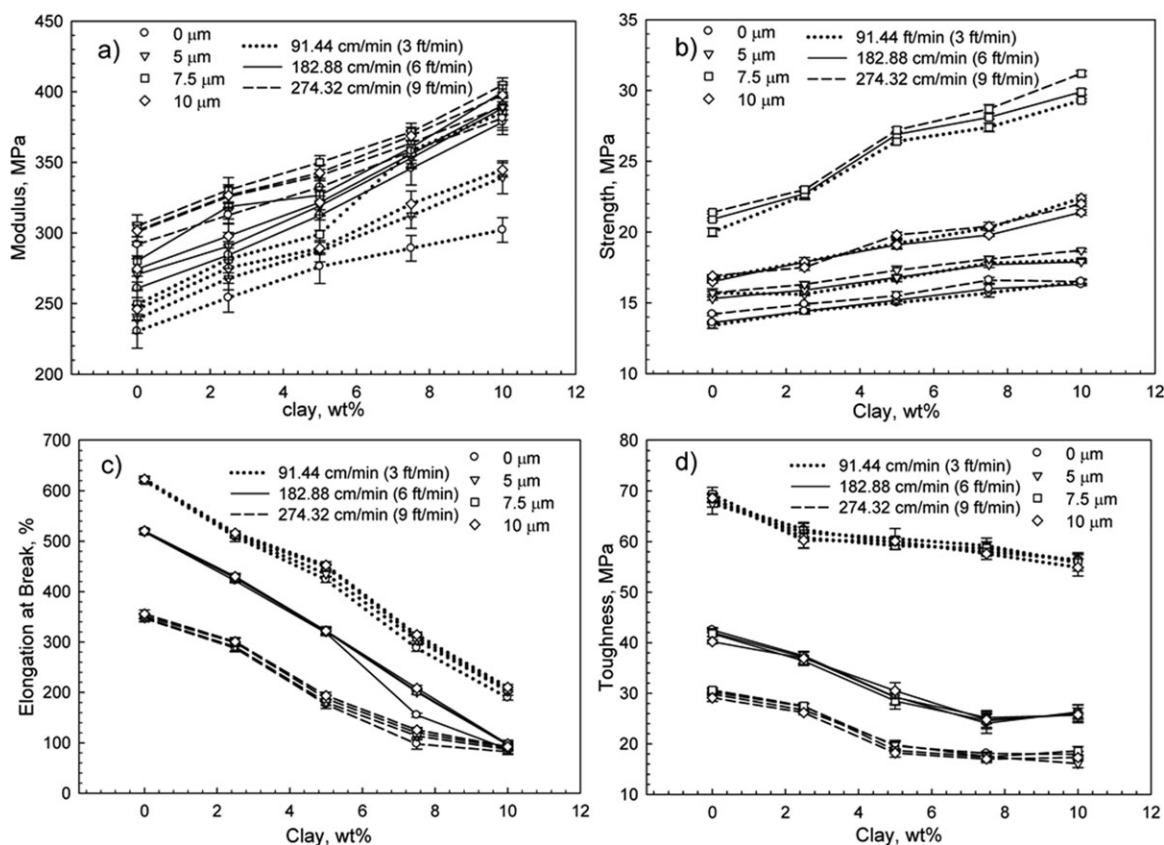 a)
0 μm
5 μm
7.5 μm
10 μm
91.44 cm/min (3 ft/min)
182.88 cm/min (6 ft/min)
274.32 cm/min (9 ft/min)
Modulus, MPa
450
400
350
300
250
200
0 2 4 6 8 10 12
clay, wt%
b)
0 μm
5 μm
7.5 μm
10 μm
91.44 ft/min (3 ft/min)
182.88 cm/min (6 ft/min)
274.32 cm/min (9 ft/min)
Strength, MPa
35
30
25
20
15
10
0 2 4 6 8 10 12
Clay, wt%
c)
91.44 cm/min (3 ft/min)
182.88 cm/min (6 ft/min)
274.32 cm/min (9 ft/min)
0 μm
5 μm
7.5 μm
10 μm
Elongation at Break, %
700
600
500
400
300
200
100
0
0 2 4 6 8 10 12
Clay, wt%
d)
91.44 cm/min (3 ft/min)
182.88 cm/min (6 ft/min)
274.32 cm/min (9 ft/min)
0 μm
5 μm
7.5 μm
10 μm
Toughness, MPa
80
70
60
50
40
30
20
10
0 2 4 6 8 10 12
Clay, wt%